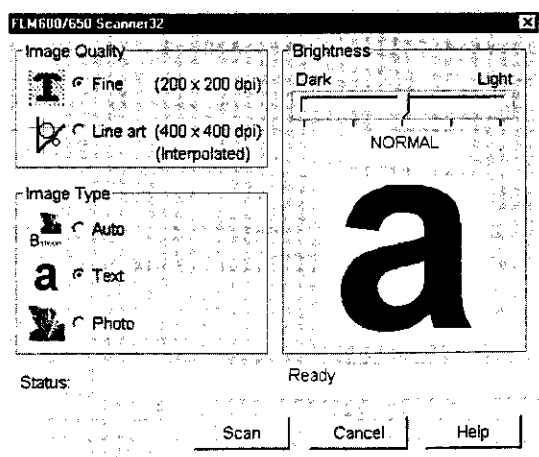 FLM600/650 Scanner32
Image Quality
Fine (200 x 200 dpi)
Line art (400 x 400 dpi)
(Interpolated)
Image Type
Auto
a Text
Photo
Brightness
Dark Light
NORMAL
a
Status: Ready
Scan Cancel Help